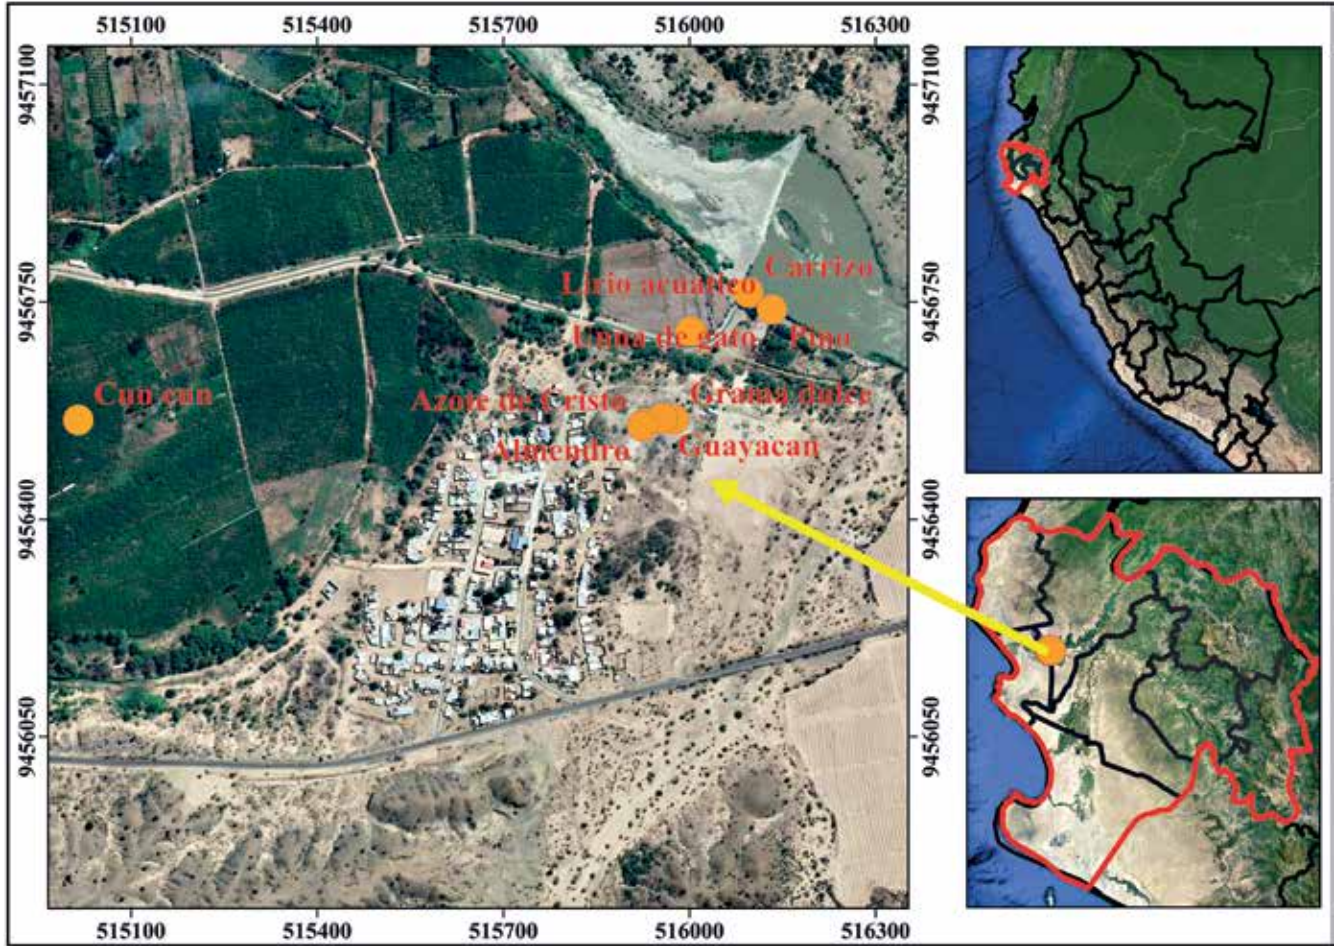 515100 515400 515700 516000 516300
9457100 9457100
Carrizo
Lirio acuatico
9456750 9456750
Unna de gato Pino
Cun cun Azote de Cristo Grama dulce
Almendro Guayacan
9456400 9456400
9456050 9456050
515100 515400 515700 516000 516300